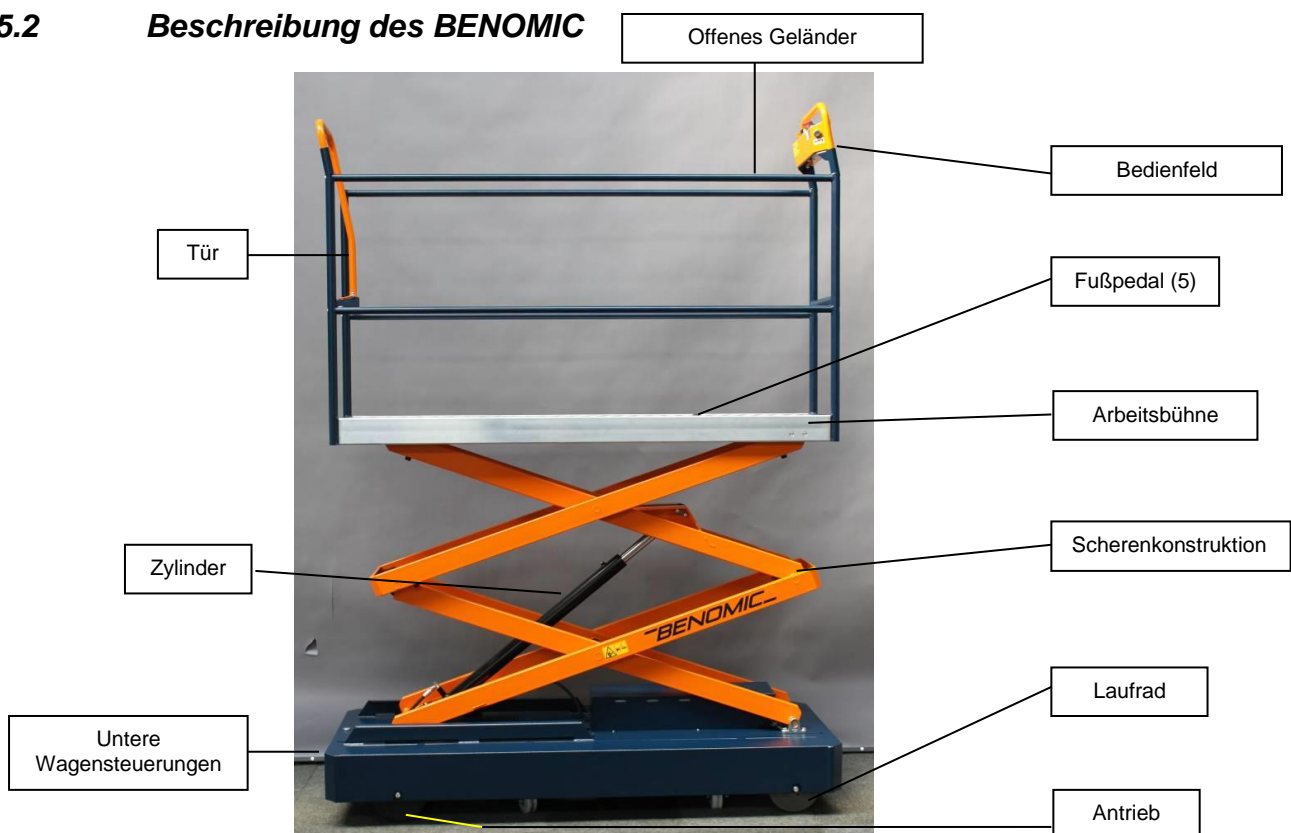 5.2 Beschreibung des BENOMIC
Offenes Geländer
Bedienfeld
Tür
Fußpedal (5)
Arbeitsbühne
Scherenkonstruktion
Zylinder
BENOMIC
Laufrad
Untere
Wagensteuerungen
Antrieb